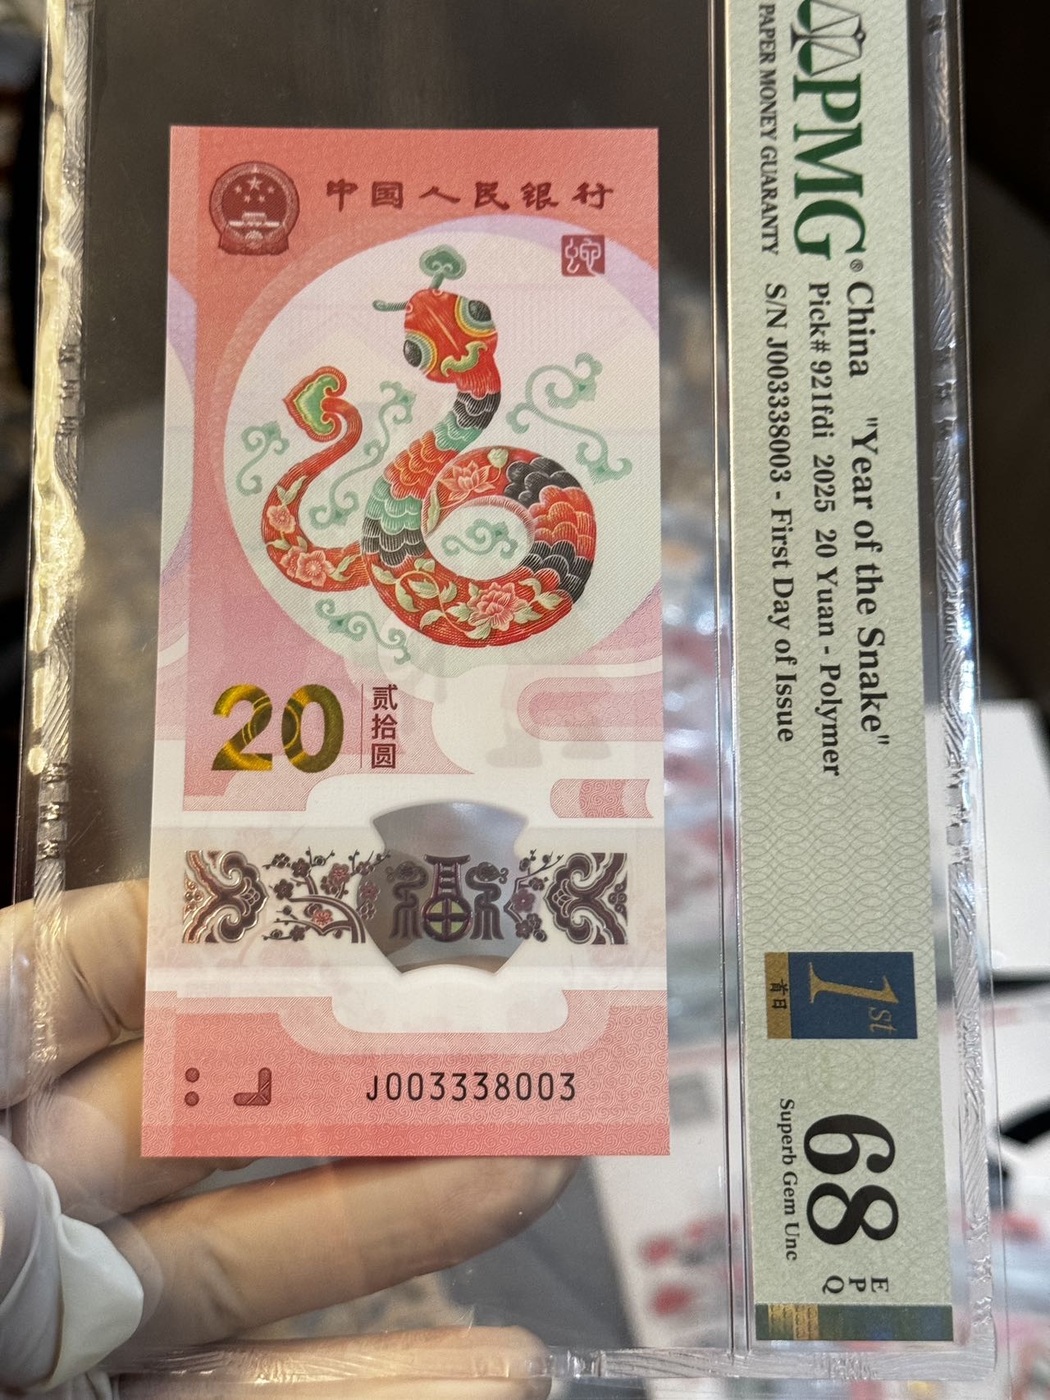 中国人民银行
蛇
20
贰拾圆
福
J003338003
PMG
PAPER MONEY GUARANTY
China "Year of the Snake"
Pick# 921fdi 2025 20 Yuan - Polymer
S/N J003338003 - First Day of Issue
1st
首日
68
EPQ
Superb Gem Unc